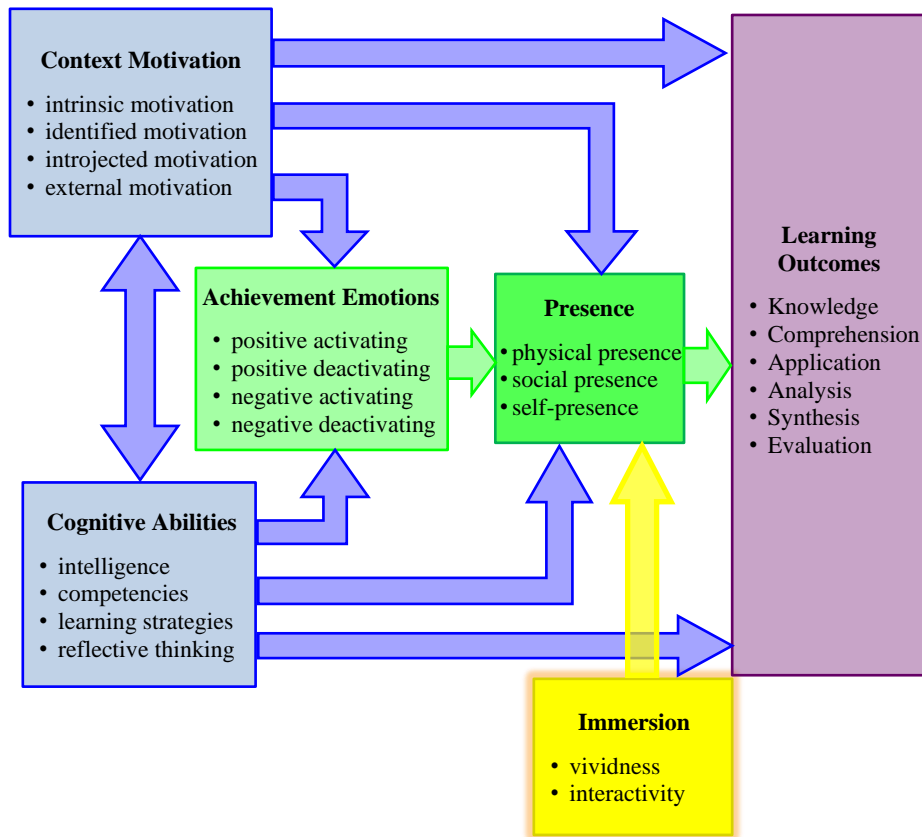 Context Motivation
• intrinsic motivation
• identified motivation
• introjected motivation
• external motivation
Achievement Emotions
• positive activating
• positive deactivating
• negative activating
• negative deactivating
Presence
• physical presence
• social presence
• self-presence
Learning
Outcomes
• Knowledge
• Comprehension
• Application
• Analysis
• Synthesis
• Evaluation
Cognitive Abilities
• intelligence
• competencies
• learning strategies
• reflective thinking
Immersion
• vividness
• interactivity